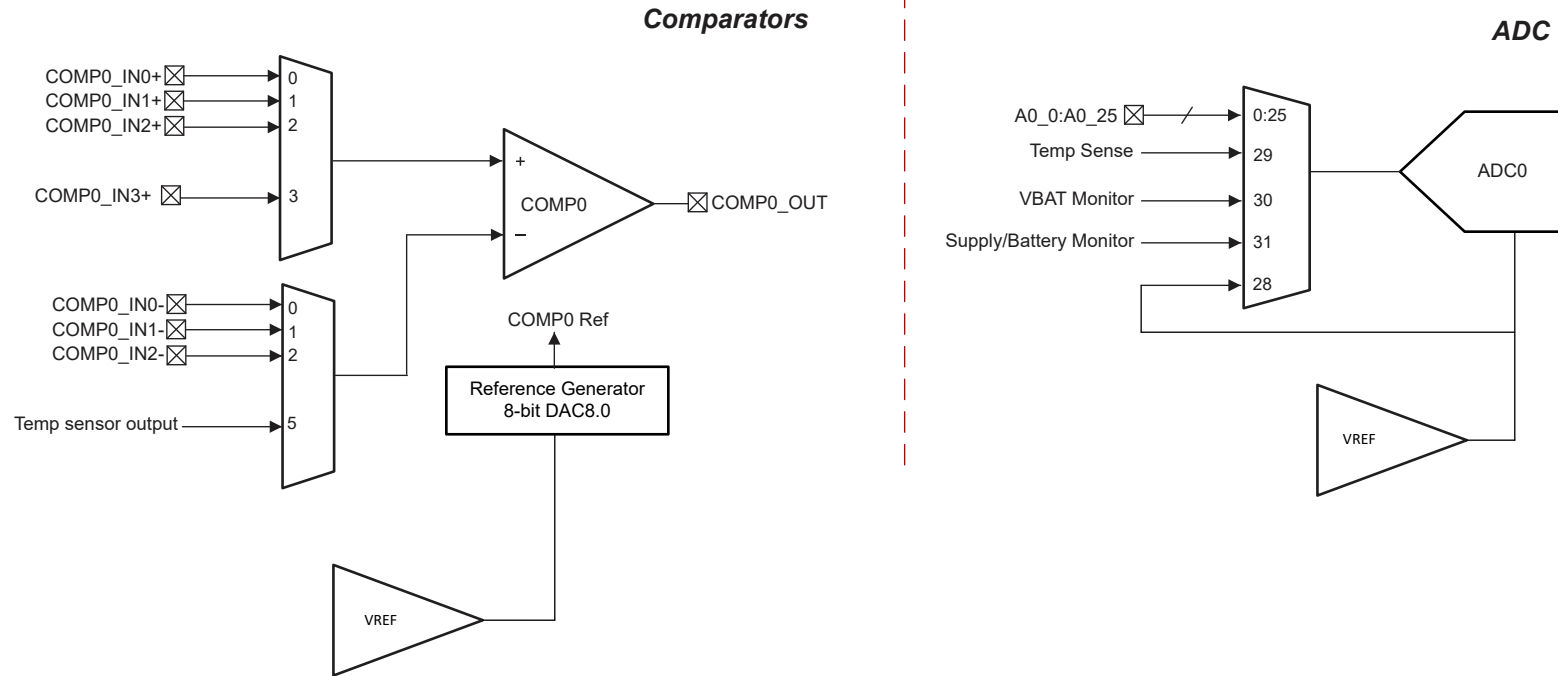 Comparators
COMP0_IN0+
COMP0_IN1+
COMP0_IN2+
COMP0_IN3+
0
1
2
3
+
COMP0
–
COMP0_OUT
COMP0_IN0-
COMP0_IN1-
COMP0_IN2-
Temp sensor output
0
1
2
5
COMP0 Ref
Reference Generator
8-bit DAC8.0
VREF
ADC
A0_0:A0_25
Temp Sense
VBAT Monitor
Supply/Battery Monitor
0:25
29
30
31
28
ADC0
VREF